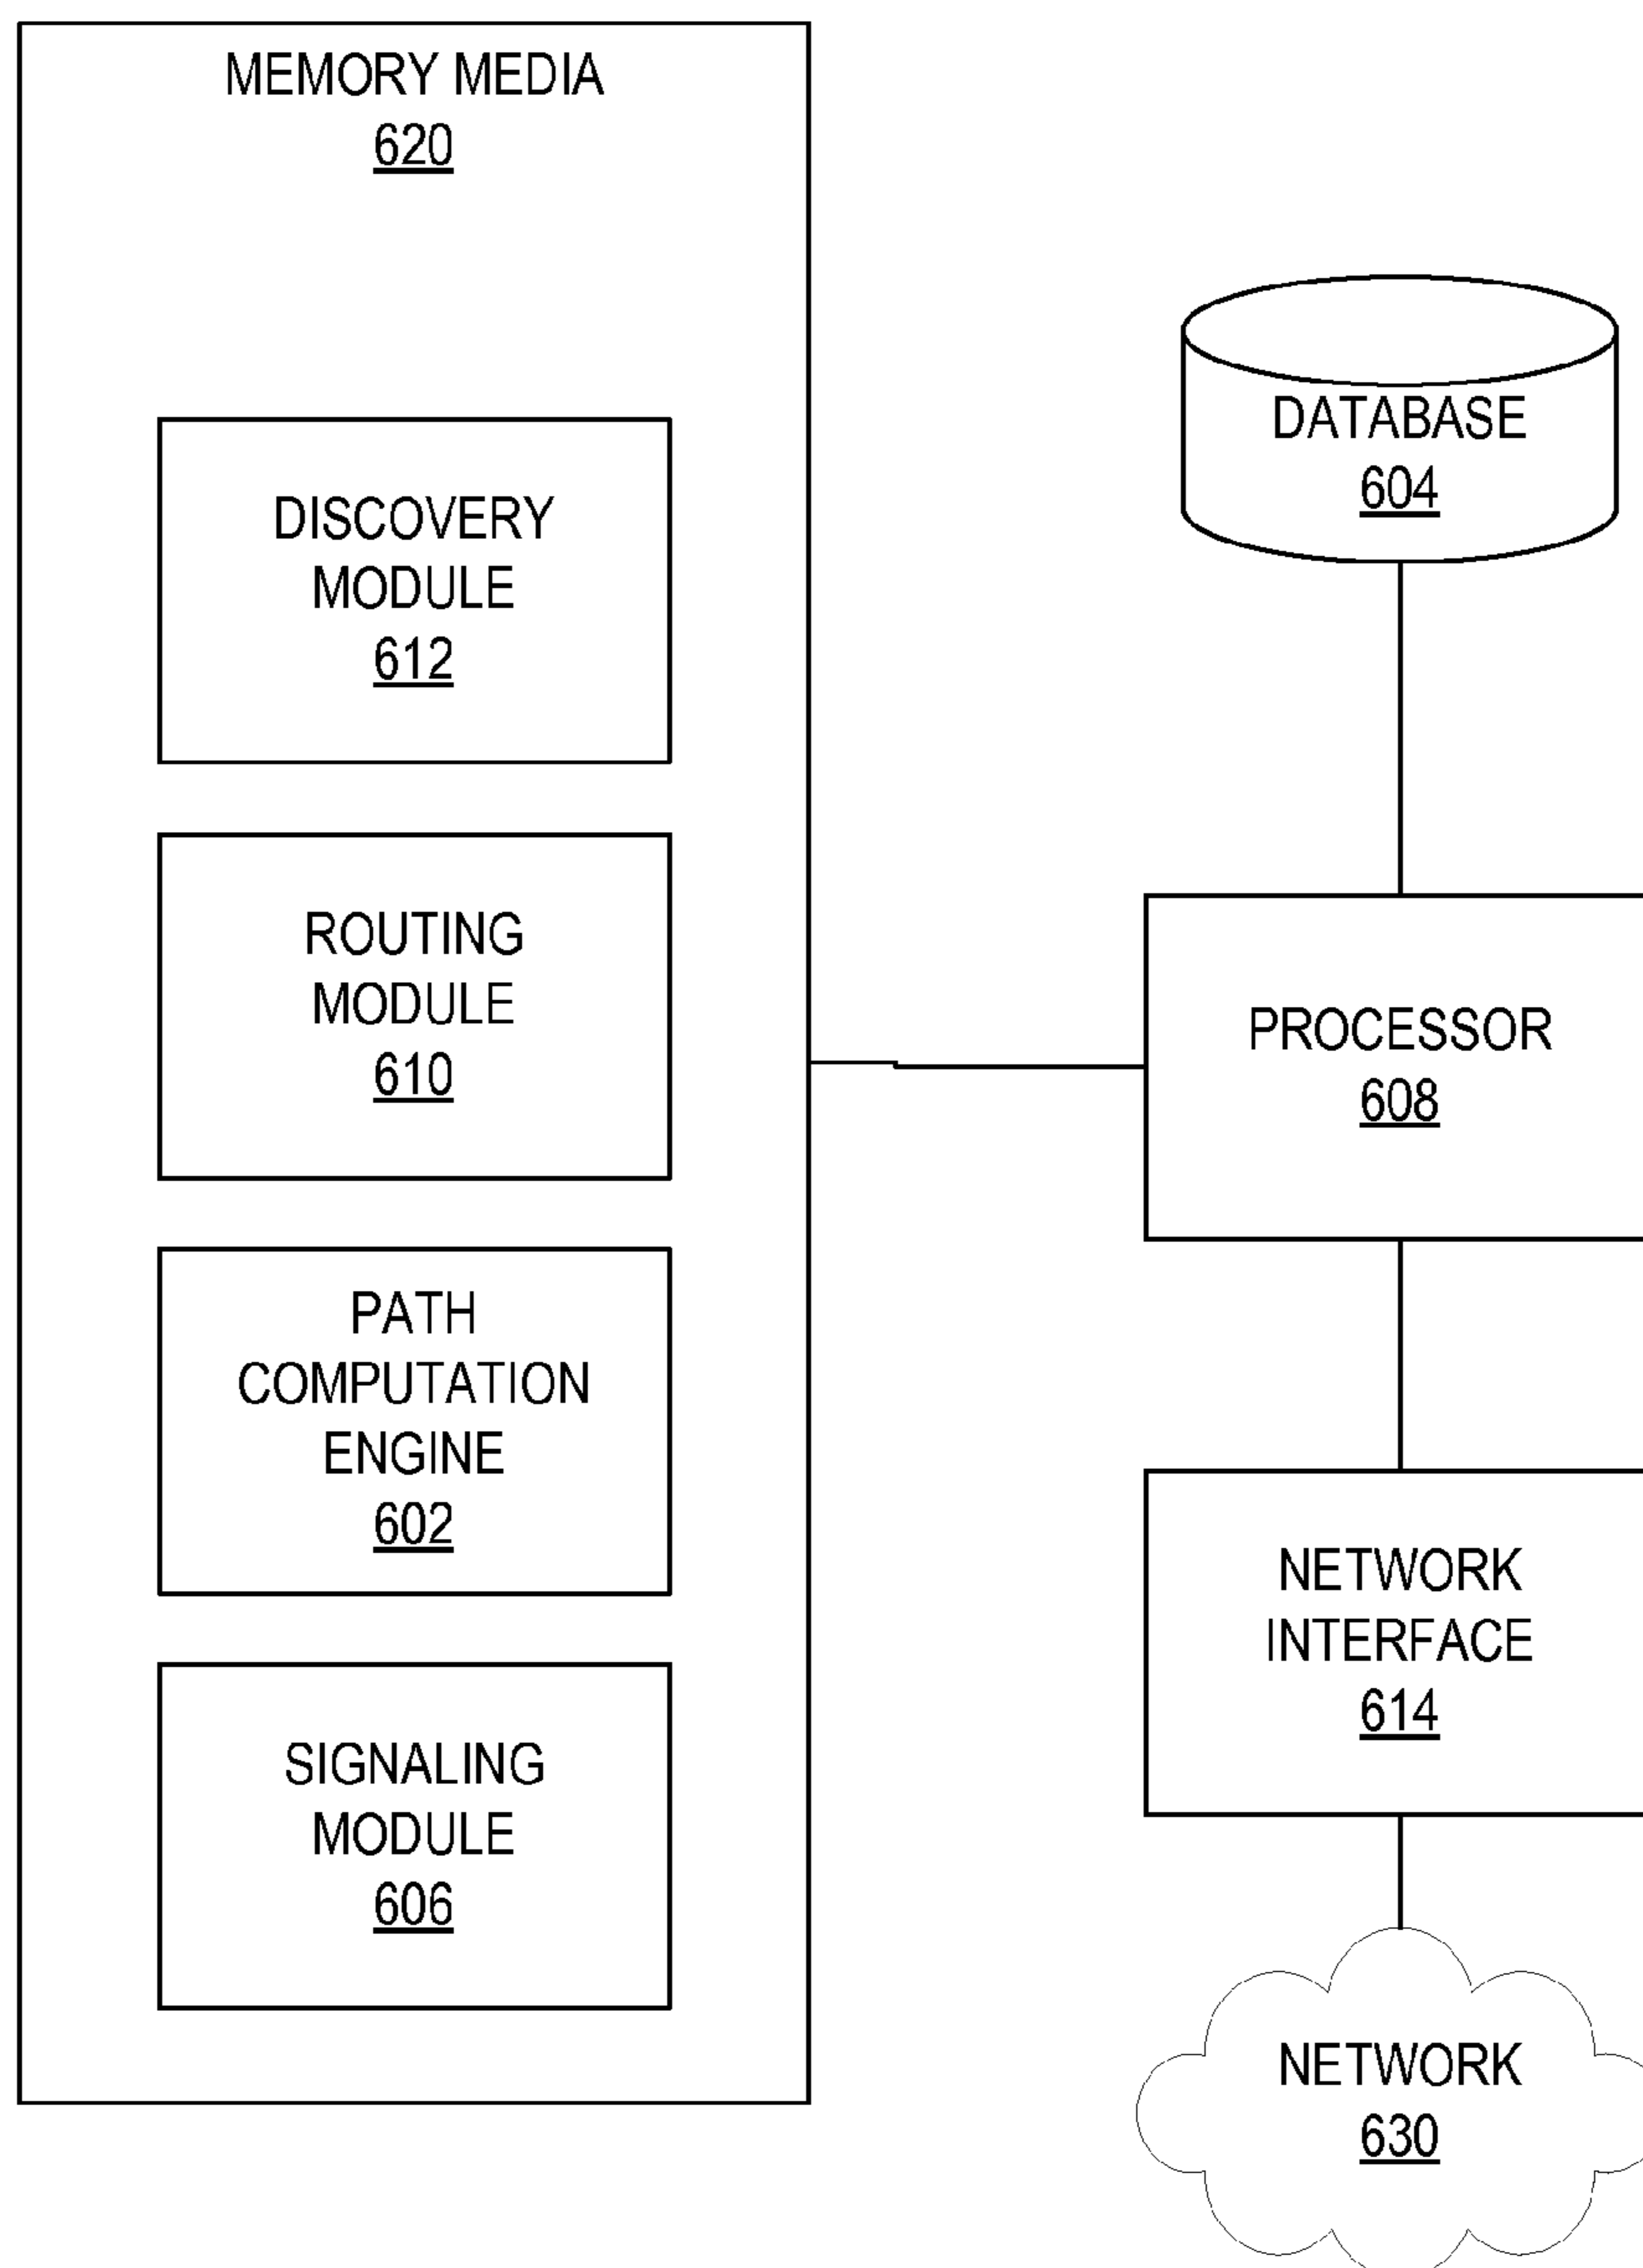 MEMORY MEDIA
620
DISCOVERY
MODULE
612
ROUTING
MODULE
610
PATH
COMPUTATION
ENGINE
602
SIGNALING
MODULE
606
DATABASE
604
PROCESSOR
608
NETWORK
INTERFACE
614
NETWORK
630